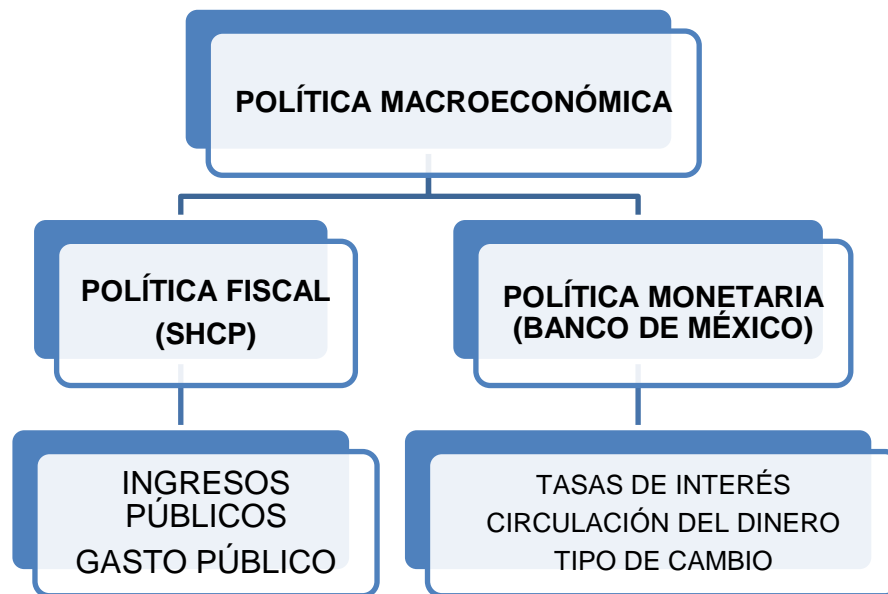 POLÍTICA MACROECONÓMICA
POLÍTICA FISCAL
(SHCP)
POLÍTICA MONETARIA
(BANCO DE MÉXICO)
INGRESOS
PÚBLICOS
GASTO PÚBLICO
TASAS DE INTERÉS
CIRCULACIÓN DEL DINERO
TIPO DE CAMBIO